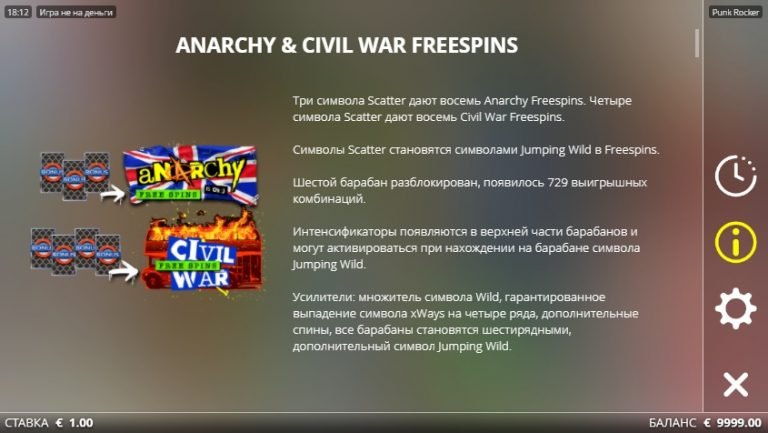 18:12 Игра не на деньги
Punk Rocker
ANARCHY & CIVIL WAR FREESPINS
Три символа Scatter дают восемь Anarchy Freespins. Четыре
символа Scatter дают восемь Civil War Freespins.
Символы Scatter становятся символами Jumping Wild в Freespins.
Шестой барабан разблокирован, появилось 729 выигрышных
комбинаций.
Интенсификаторы появляются в верхней части барабанов и
могут активироваться при нахождении на барабане символа
Jumping Wild.
Усилители: множитель символа Wild, гарантированное
выпадение символа xWays на четыре ряда, дополнительные
спины, все барабаны становятся шестирядными,
дополнительный символ Jumping Wild.
BONUS BONUS BONUS
aNARchy
FREE SPINS
BONUS BONUS BONUS BONUS
CIVIL
FREE SPINS
WAR
СТАВКА € 1.00
БАЛАНС € 9999.00